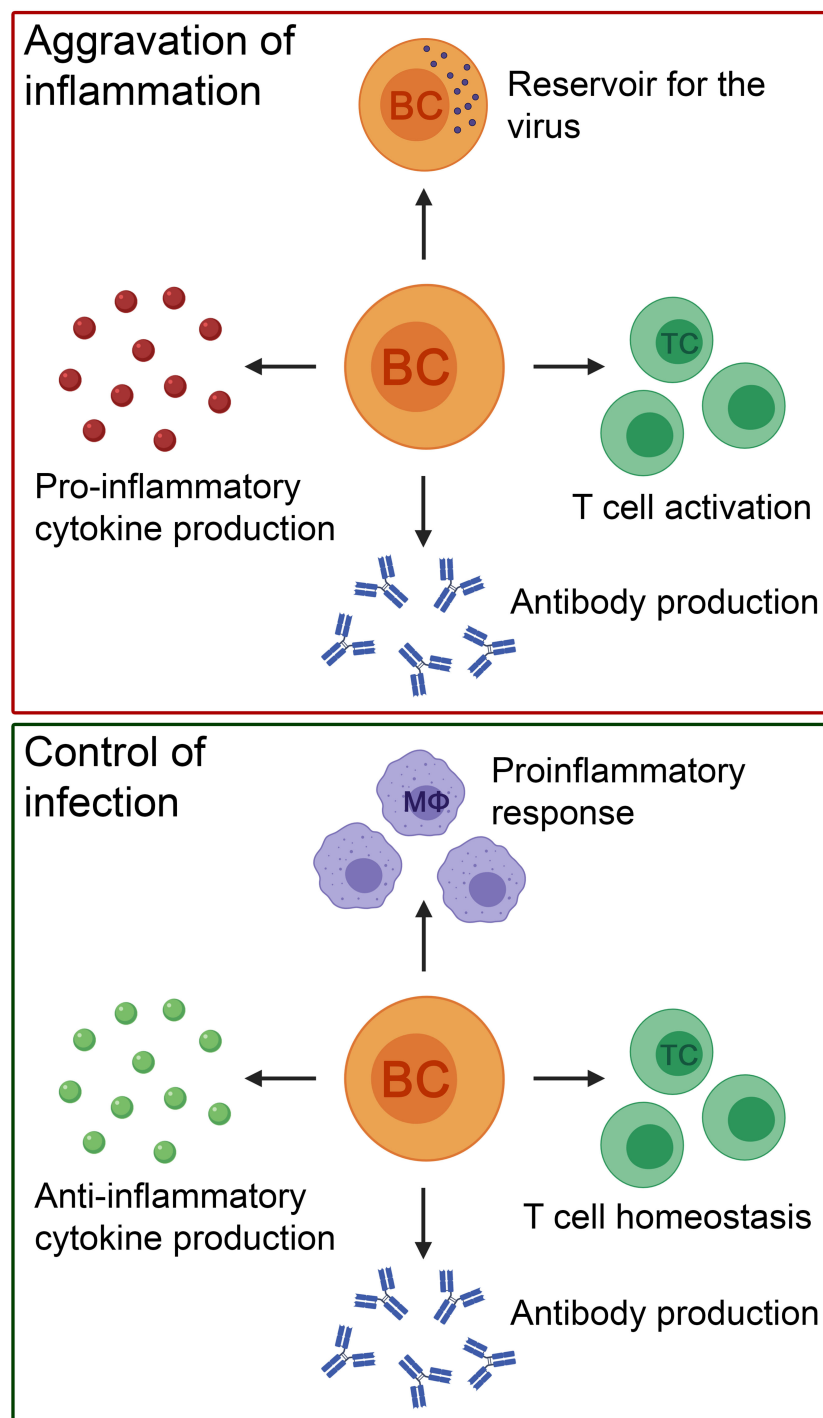 Aggravation of
inflammation
BC
Reservoir for the
virus
BC
TC
Pro-inflammatory
cytokine production
T cell activation
Antibody production
Control of
infection
MΦ
Proinflammatory
response
BC
TC
Anti-inflammatory
cytokine production
T cell homeostasis
Antibody production